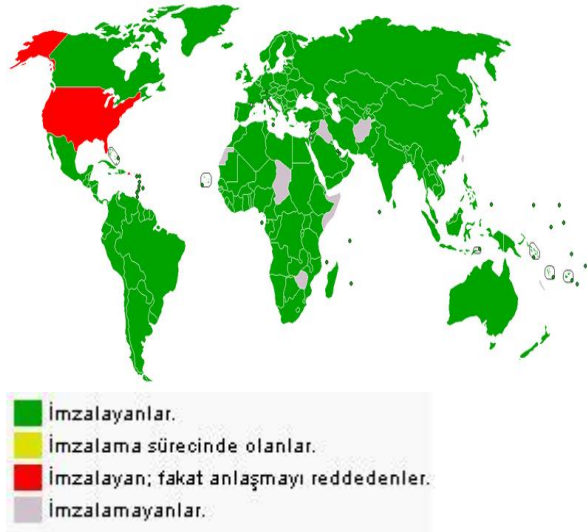 İmzalayanlar.
İmzalama sürecinde olanlar.
İmzalayan; fakat anlaşmayı reddedenler.
İmzalamayanlar.